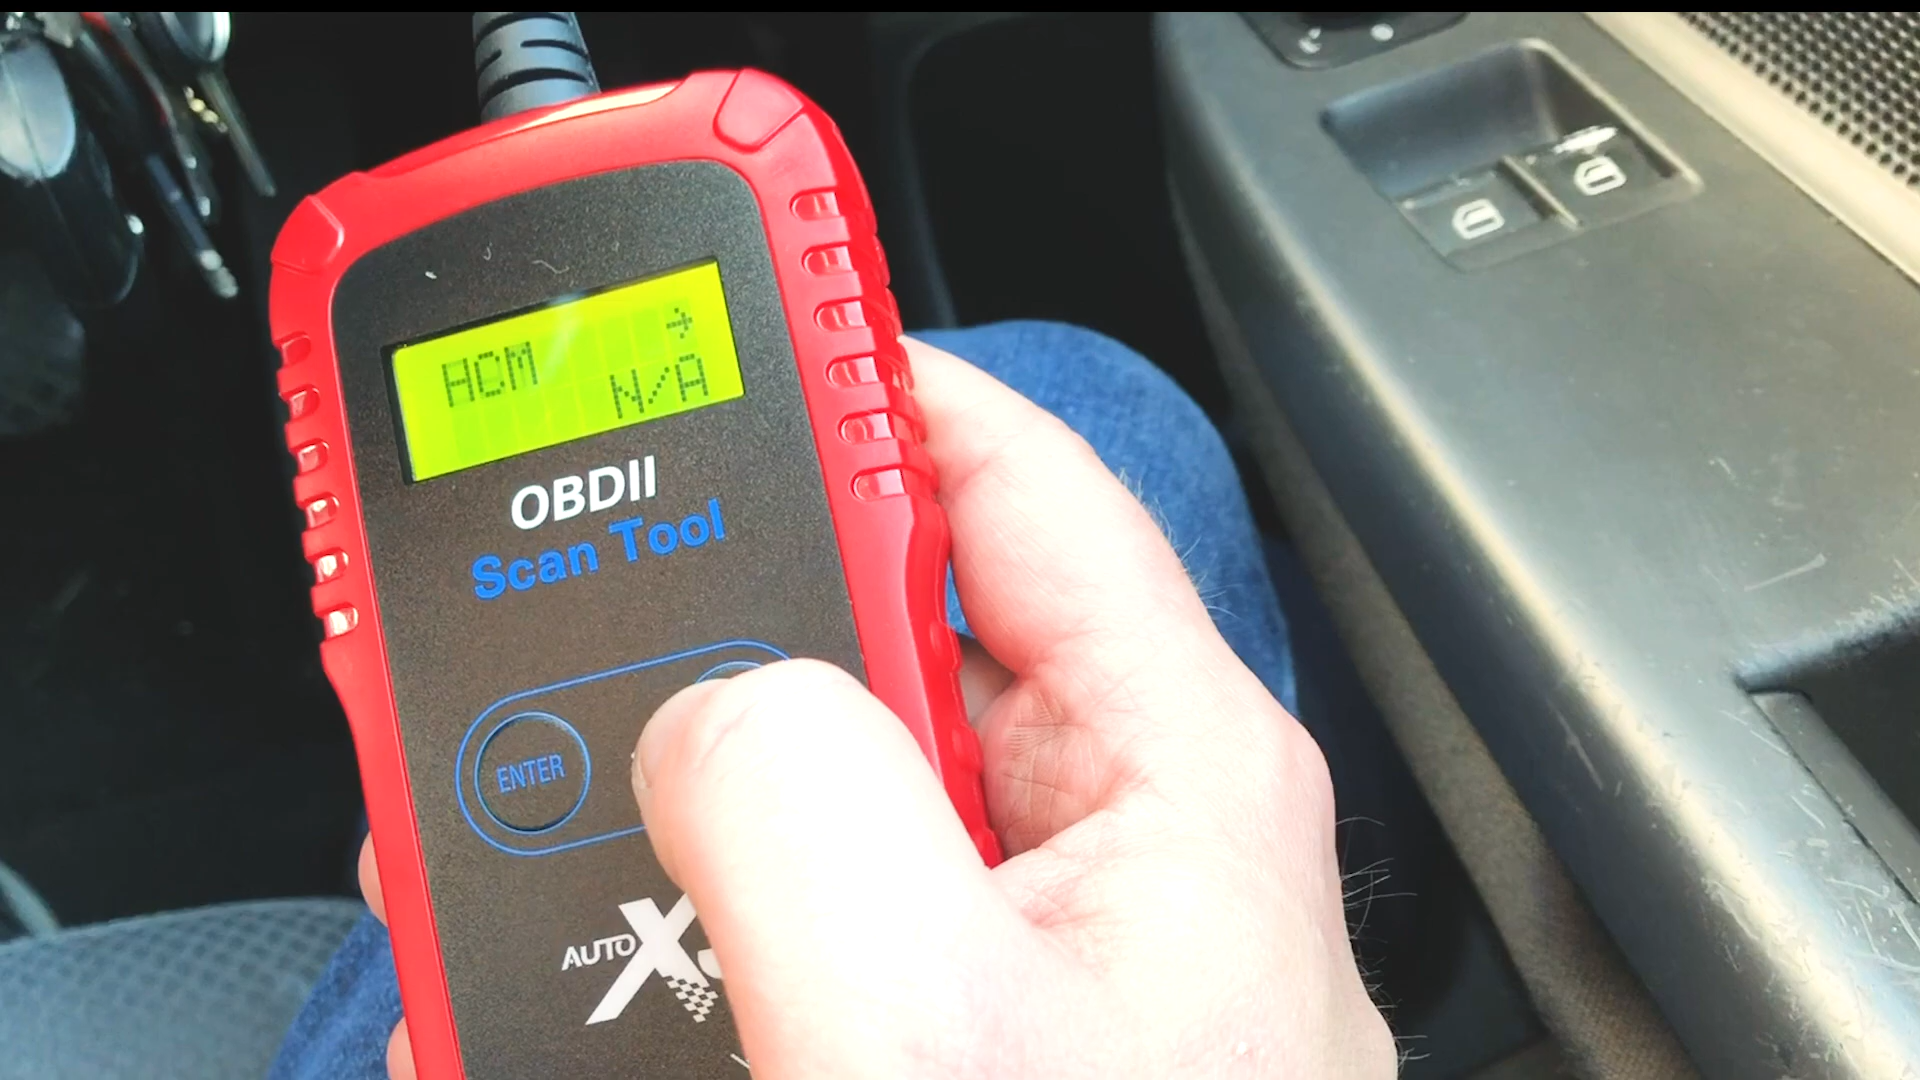 ACM →
N/A
OBDII
Scan Tool
ENTER
AUTO X